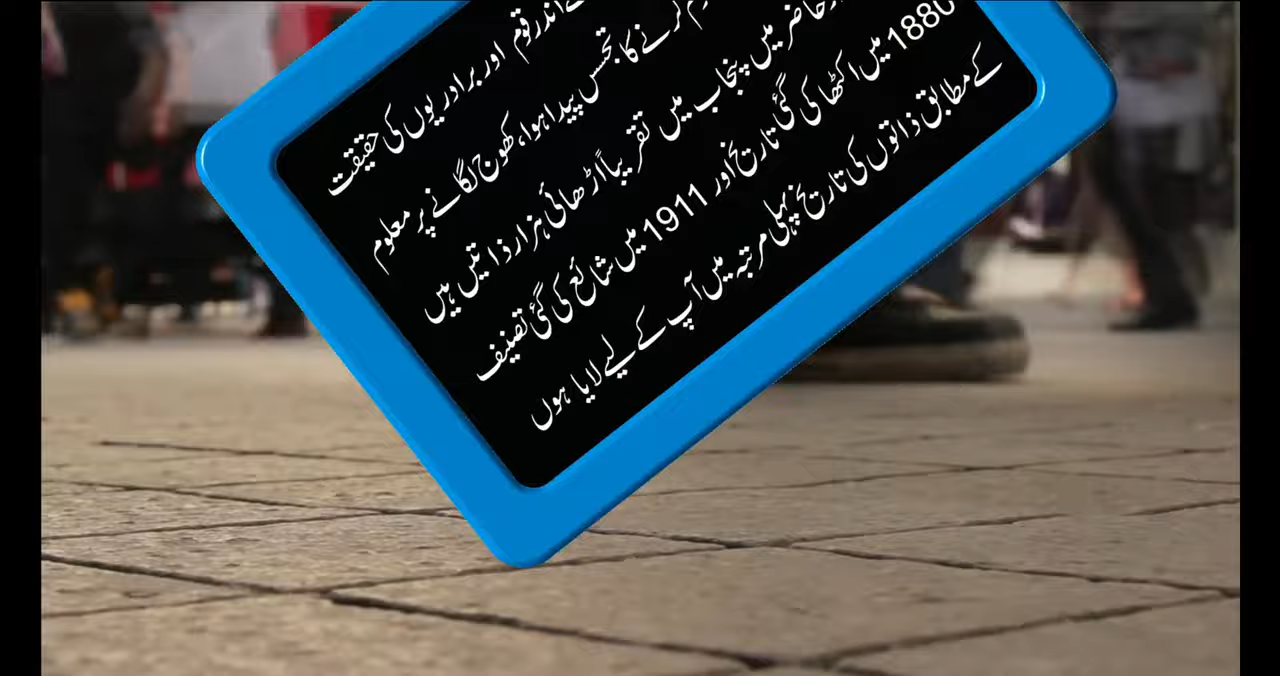 اندر قوم اور براوریوں کی حقیقت
کرنے کا تجسس پیدا ہوا، کھوج لگانے پر معلوم
حاضر میں پنجاب میں تقریباً اڑھائی ہزار ذاتیں ہیں
1880 میں اکٹھا کی گئی تاریخ اور 1911 میں شائع کی گئی تصنیف
کے مطابق ذاتوں کی تاریخ پہلی مرتبہ میں آپ کے لیے لایا ہوں